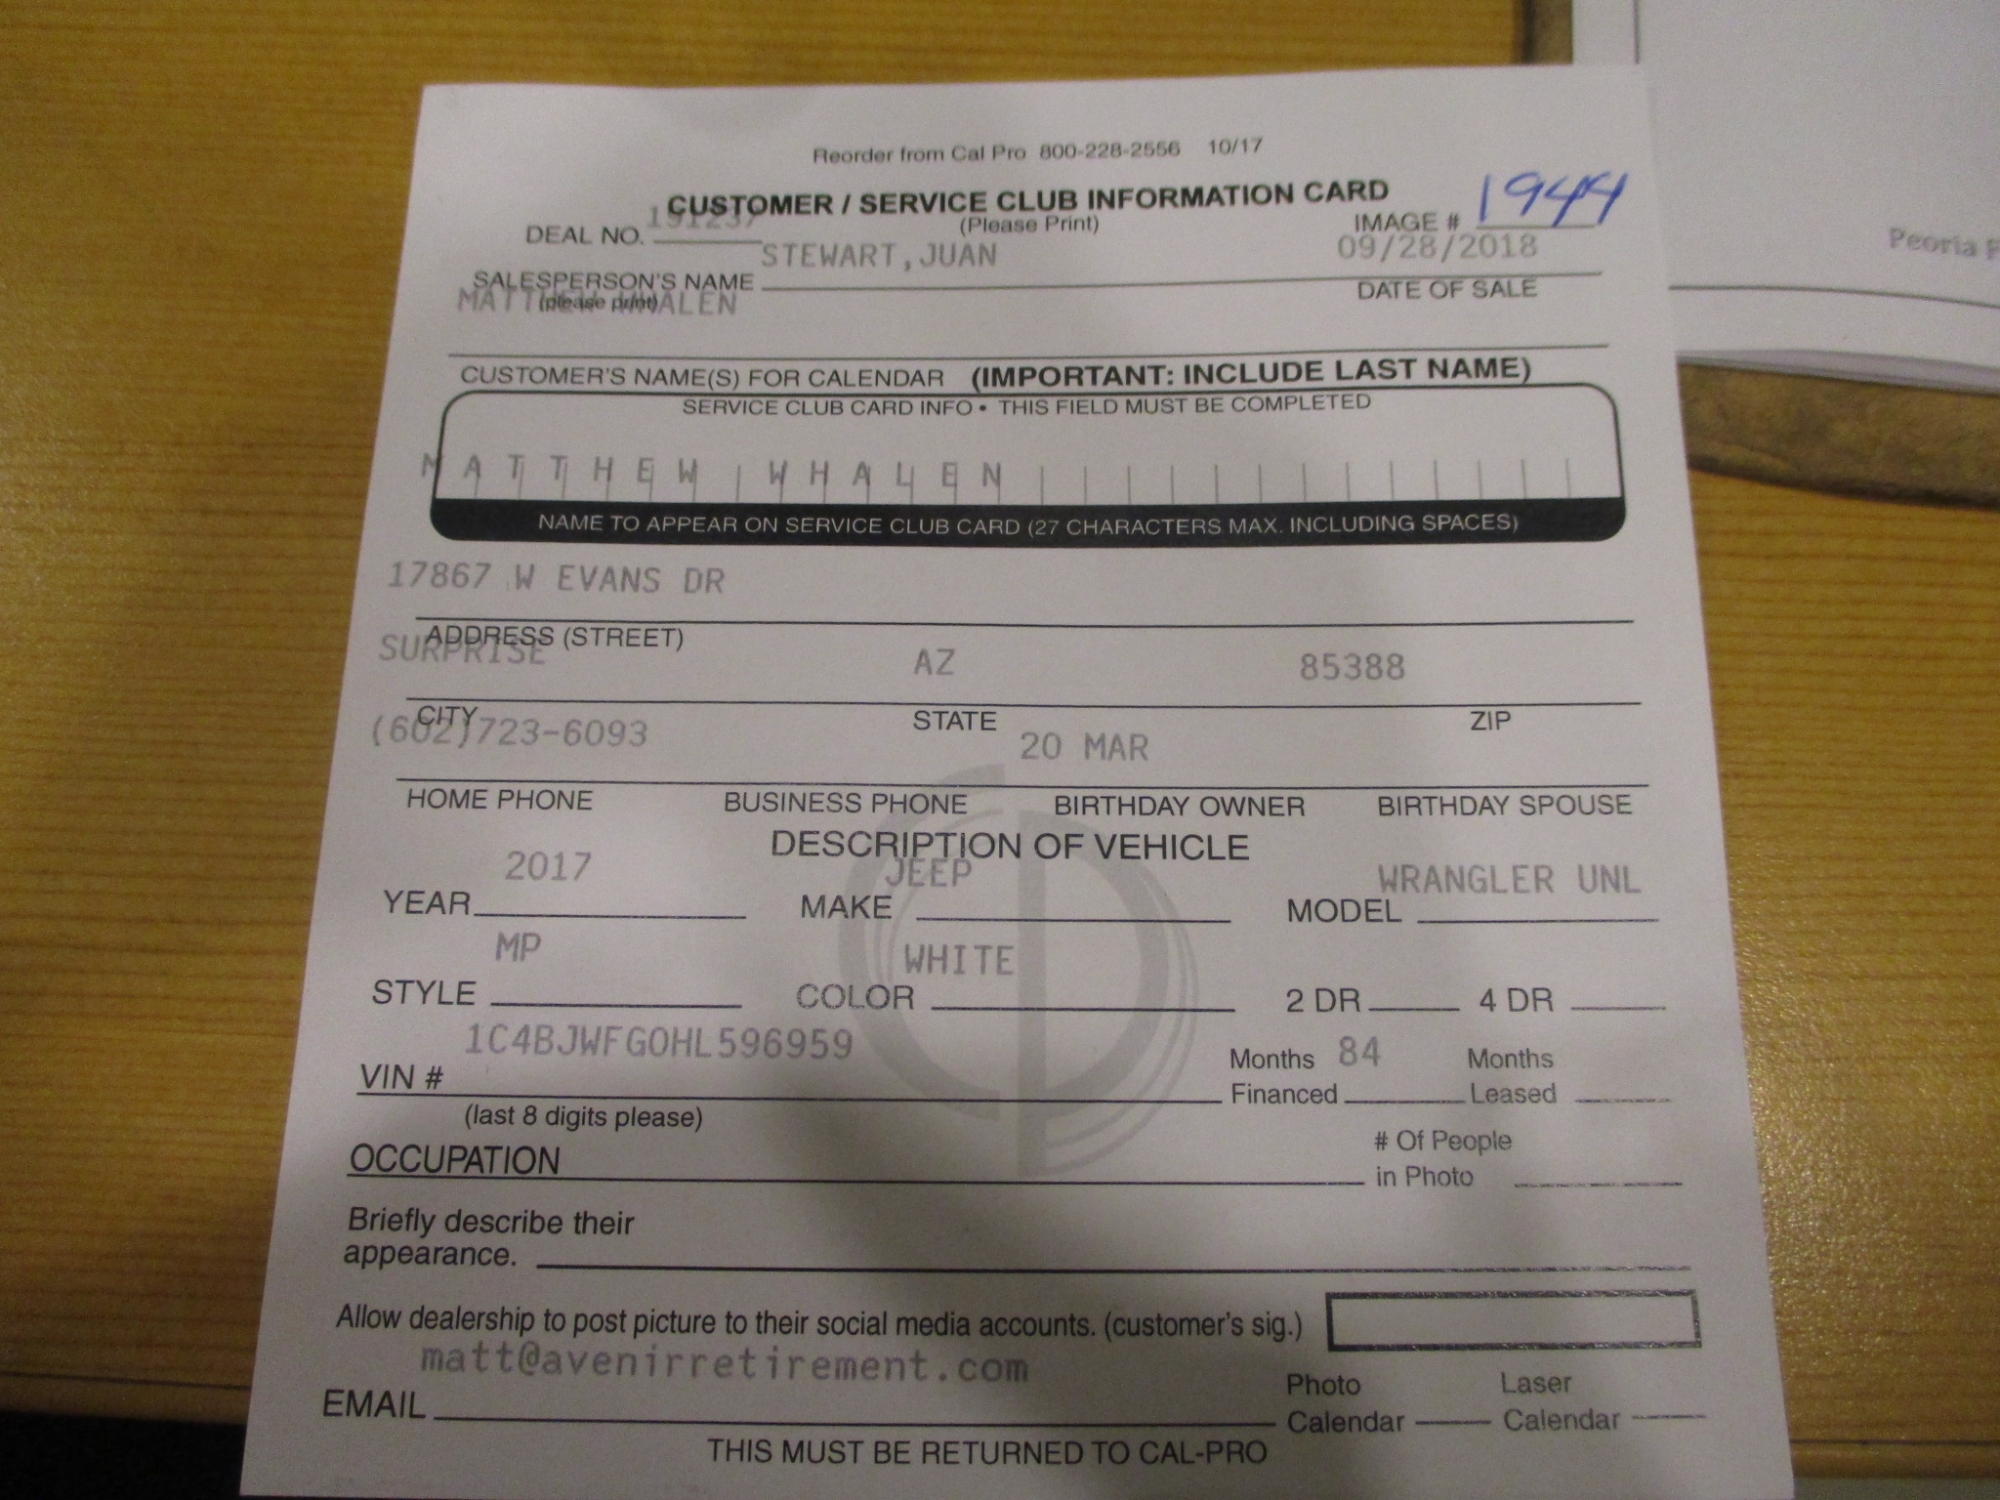 Reorder from Cal Pro 800-228-2556 10/17
CUSTOMER / SERVICE CLUB INFORMATION CARD
(Please Print)
DEAL NO. 191237
IMAGE # 1944
STEWART,JUAN
09/28/2018
SALESPERSON'S NAME
(please print)
DATE OF SALE
MATTHEW WHALEN
CUSTOMER'S NAME(S) FOR CALENDAR (IMPORTANT: INCLUDE LAST NAME)
SERVICE CLUB CARD INFO • THIS FIELD MUST BE COMPLETED
MATTHEW WHALEN
NAME TO APPEAR ON SERVICE CLUB CARD (27 CHARACTERS MAX. INCLUDING SPACES)
17867 W EVANS DR
ADDRESS (STREET)
SURPRISE AZ 85388
CITY STATE ZIP
(602)723-6093 20 MAR
HOME PHONE BUSINESS PHONE BIRTHDAY OWNER BIRTHDAY SPOUSE
DESCRIPTION OF VEHICLE
2017 JEEP WRANGLER UNL
YEAR MAKE MODEL
MP WHITE
STYLE COLOR 2 DR 4 DR
1C4BJWFG0HL596959
VIN #
(last 8 digits please)
Months Financed 84 Months Leased
OCCUPATION
# Of People in Photo
Briefly describe their
appearance.
Allow dealership to post picture to their social media accounts. (customer's sig.)
matt@avenirretirement.com
EMAIL
Photo Calendar Laser Calendar
THIS MUST BE RETURNED TO CAL-PRO
Peoria